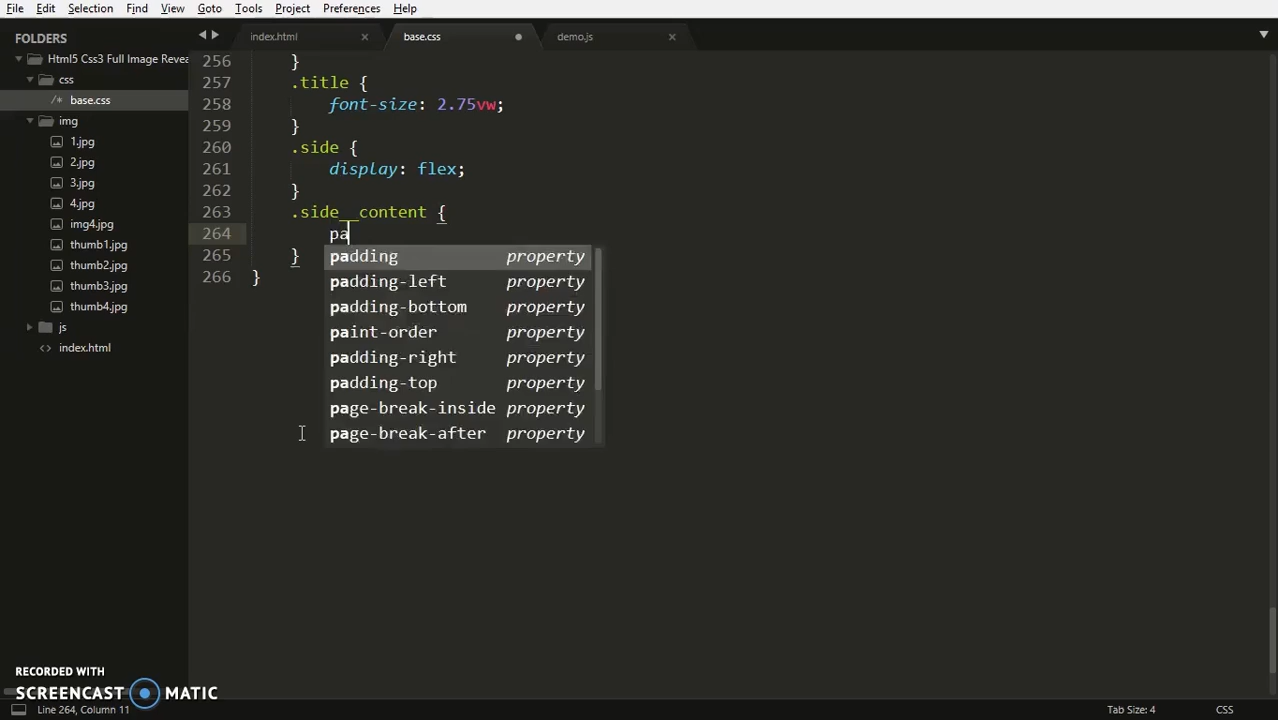 File Edit Selection Find View Goto Tools Project Preferences Help
FOLDERS
Html5 Css3 Full Image Revea
css
/* base.css
img
1.jpg
2.jpg
3.jpg
4.jpg
img4.jpg
thumb1.jpg
thumb2.jpg
thumb3.jpg
thumb4.jpg
js
<> index.html
index.html × base.css demo.js ×
256 }
257 .title {
258 font-size: 2.75vw;
259 }
260 .side {
261 display: flex;
262 }
263 .side__content {
264 pa
265 }
266 }
padding property
padding-left property
padding-bottom property
paint-order property
padding-right property
padding-top property
page-break-inside property
page-break-after property
RECORDED WITH
SCREENCAST MATIC
Line 264, Column 11 Tab Size: 4 CSS